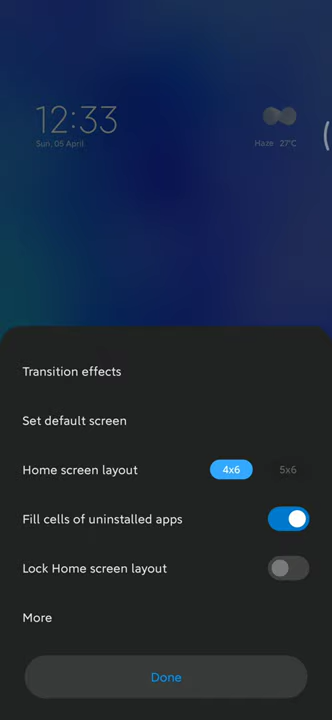 12:33
Sun, 05 April
Haze 27°C
Transition effects
Set default screen
Home screen layout 4x6 5x6
Fill cells of uninstalled apps
Lock Home screen layout
More
Done